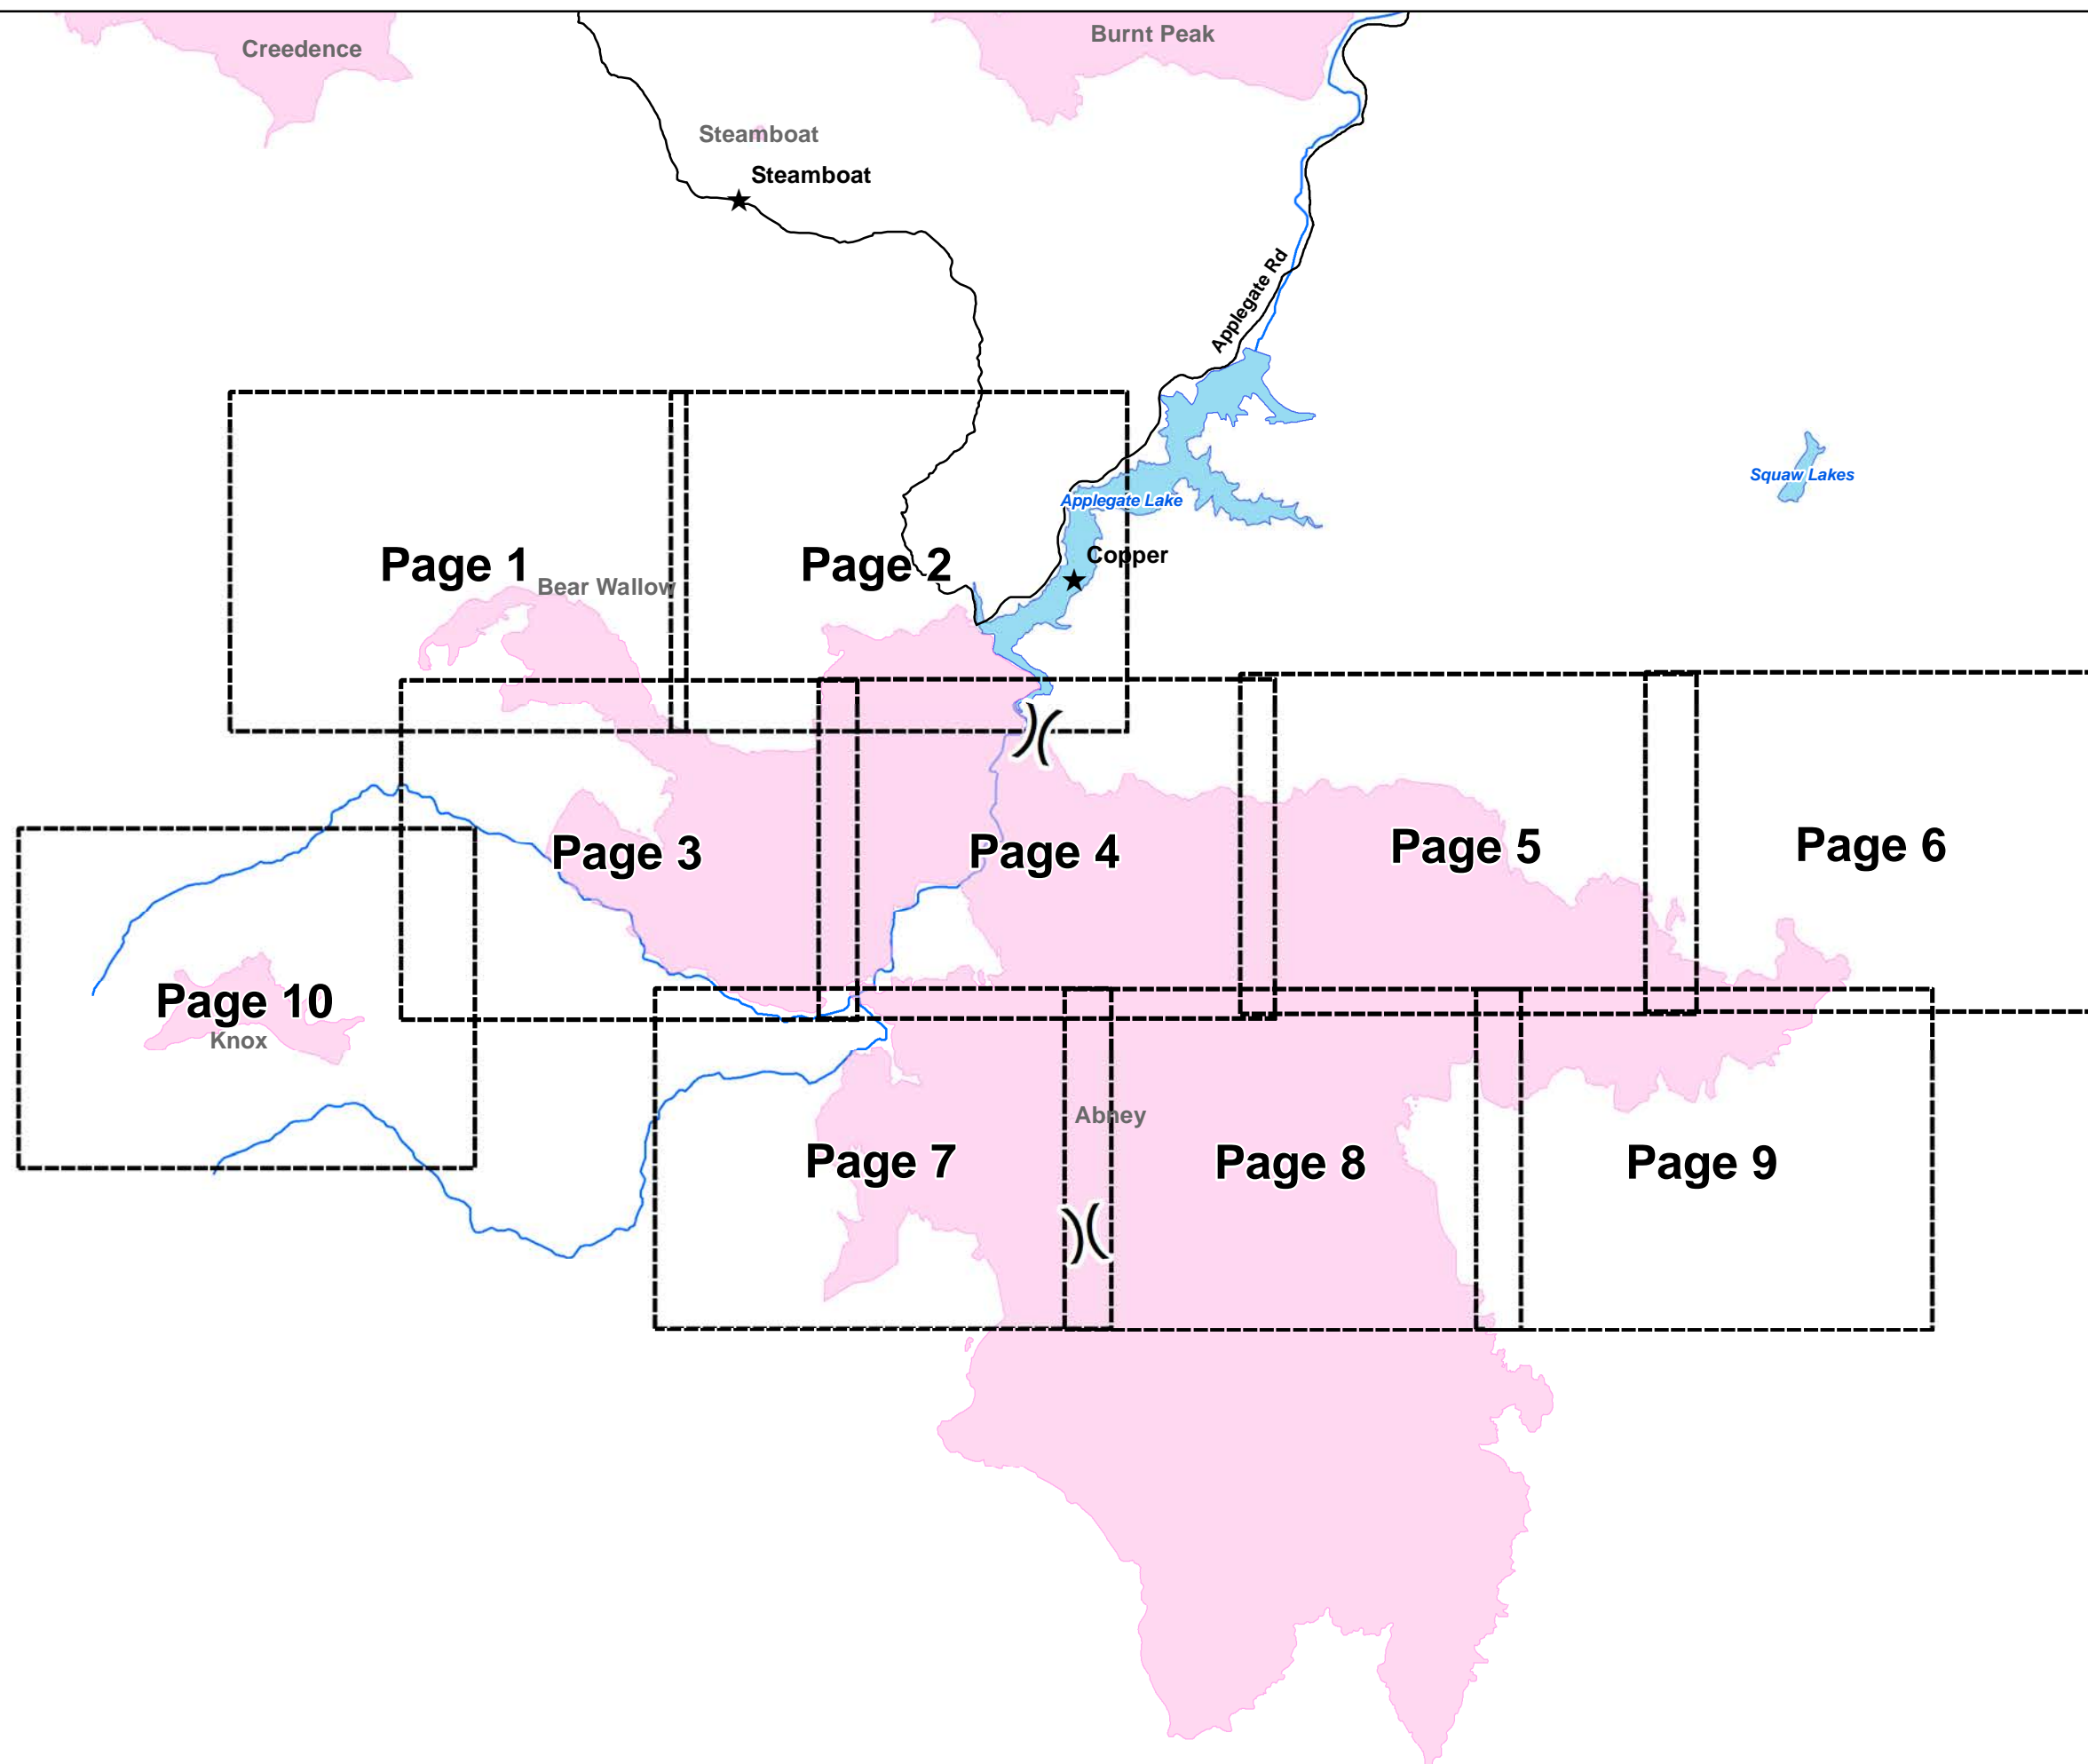 Creedence
Burnt Peak
Steamboat
Steamboat
Applegate Rd
Squaw Lakes
Applegate Lake
Copper
Page 1
Page 2
Bear Wallow
Page 3
Page 4
Page 5
Page 6
Page 10
Knox
Abney
Page 7
Page 8
Page 9